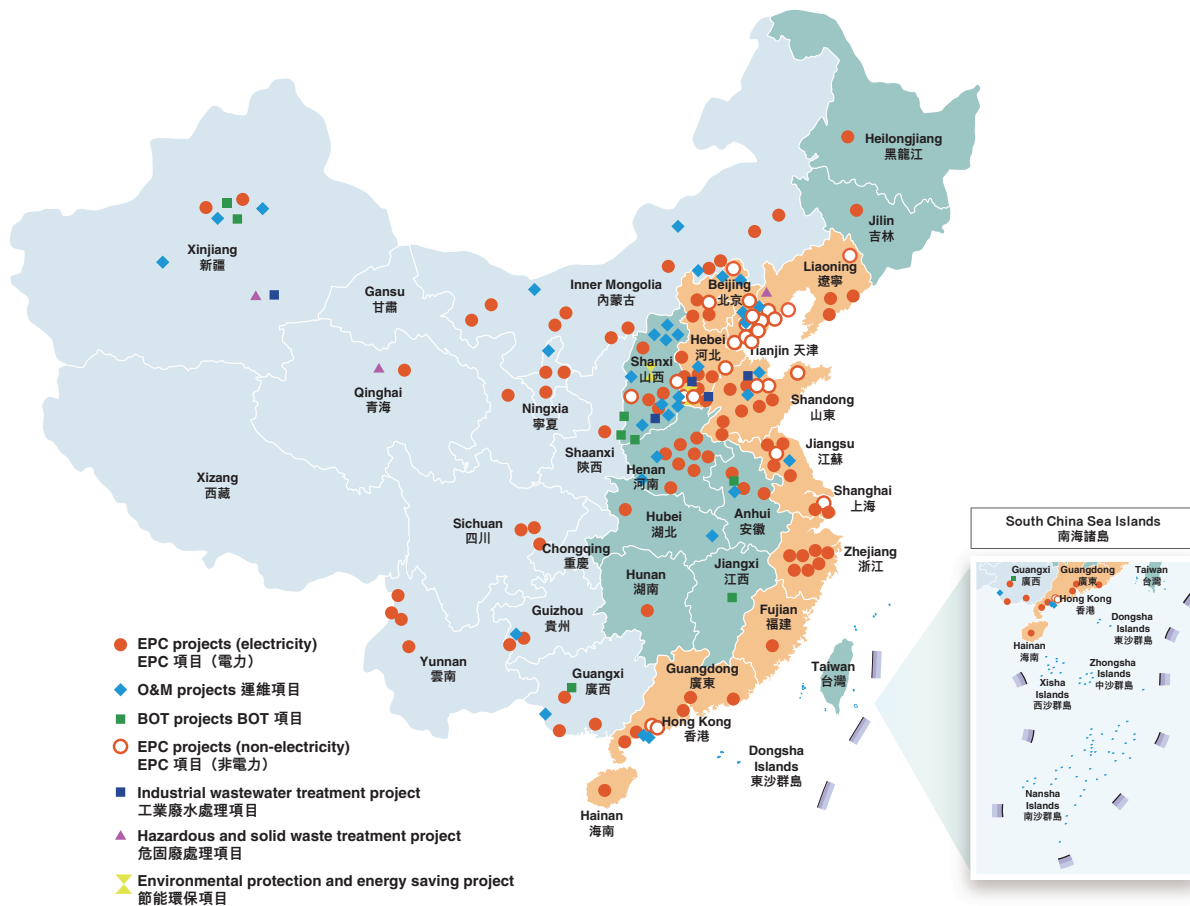 Heilongjiang
黑龍江
Jilin
吉林
Liaoning
遼寧
Xinjiang
新疆
Gansu
甘肅
Inner Mongolia
內蒙古
Beijing
北京
Hebei
河北
Tianjin 天津
Shanxi
山西
Qinghai
青海
Ningxia
寧夏
Shandong
山東
Shaanxi
陝西
Henan
河南
Jiangsu
江蘇
Xizang
西藏
Shanghai
上海
Anhui
安徽
Hubei
湖北
Sichuan
四川
Chongqing
重慶
Zhejiang
浙江
Hunan
湖南
Jiangxi
江西
Guizhou
貴州
Fujian
福建
Yunnan
雲南
Guangxi
廣西
Guangdong
廣東
Taiwan
台灣
Hong Kong
香港
Dongsha
Islands
東沙群島
Hainan
海南
EPC projects (electricity)
EPC 項目（電力）
O&M projects 運維項目
BOT projects BOT 項目
EPC projects (non-electricity)
EPC 項目（非電力）
Industrial wastewater treatment project
工業廢水處理項目
Hazardous and solid waste treatment project
危固廢處理項目
Environmental protection and energy saving project
節能環保項目
South China Sea Islands
南海諸島
Guangxi
廣西
Guangdong
廣東
Taiwan
台灣
Hong Kong
香港
Dongsha
Islands
東沙群島
Hainan
海南
Zhongsha
Islands
中沙群島
Xisha
Islands
西沙群島
Nansha
Islands
南沙群島